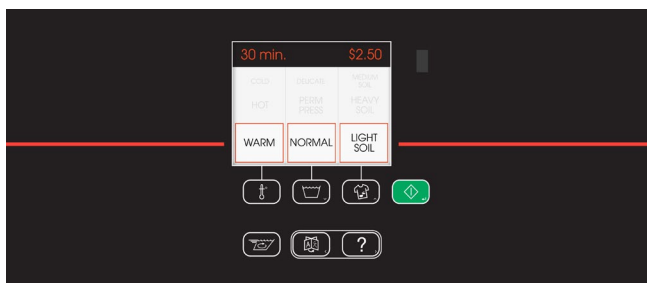 30 min. $2.50
COLD DELICATE MEDIUM
SOIL
HOT PERM PRESS HEAVY SOIL
WARM NORMAL LIGHT SOIL
?